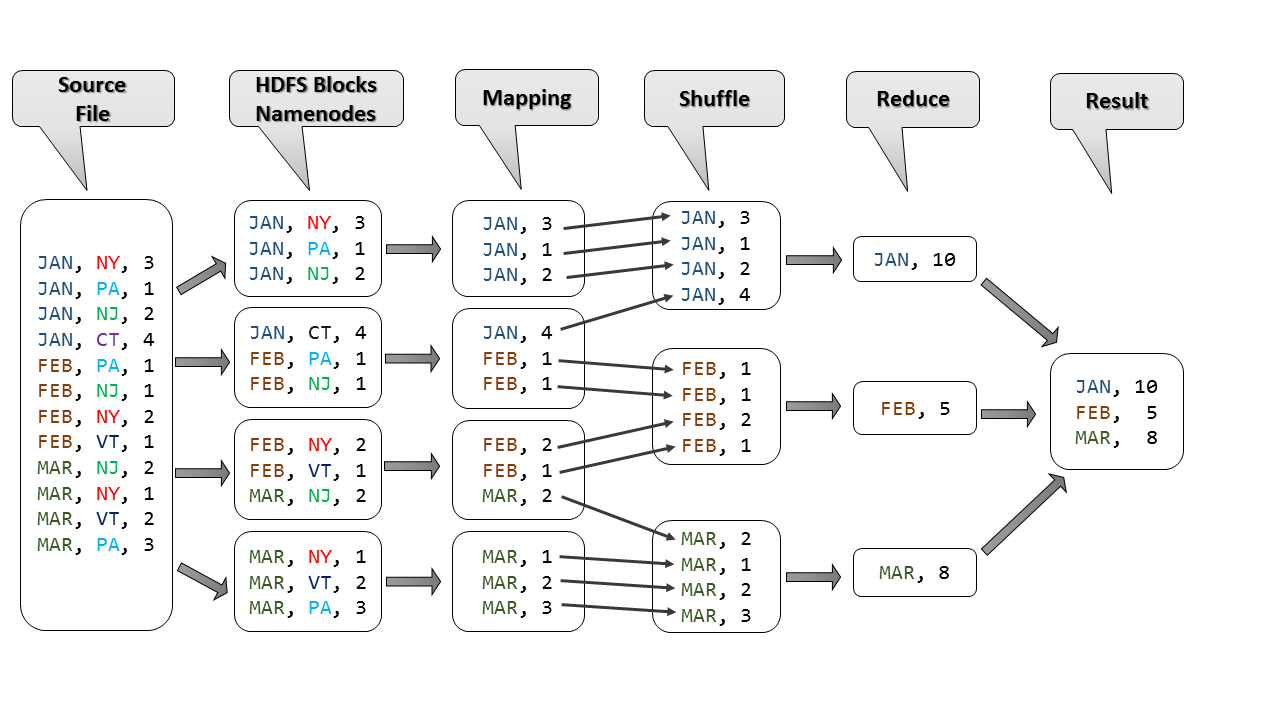 Source
File
HDFS Blocks
Namenodes
Mapping
Shuffle
Reduce
Result
JAN, NY, 3
JAN, PA, 1
JAN, NJ, 2
JAN, CT, 4
FEB, PA, 1
FEB, NJ, 1
FEB, NY, 2
FEB, VT, 1
MAR, NJ, 2
MAR, NY, 1
MAR, VT, 2
MAR, PA, 3
JAN, NY, 3
JAN, PA, 1
JAN, NJ, 2
JAN, CT, 4
FEB, PA, 1
FEB, NJ, 1
FEB, NY, 2
FEB, VT, 1
MAR, NJ, 2
MAR, NY, 1
MAR, VT, 2
MAR, PA, 3
JAN, 3
JAN, 1
JAN, 2
JAN, 4
FEB, 1
FEB, 1
FEB, 2
FEB, 1
MAR, 2
MAR, 1
MAR, 2
MAR, 3
JAN, 3
JAN, 1
JAN, 2
JAN, 4
FEB, 1
FEB, 1
FEB, 2
FEB, 1
MAR, 2
MAR, 1
MAR, 2
MAR, 3
JAN, 10
FEB, 5
MAR, 8
JAN, 10
FEB, 5
MAR, 8